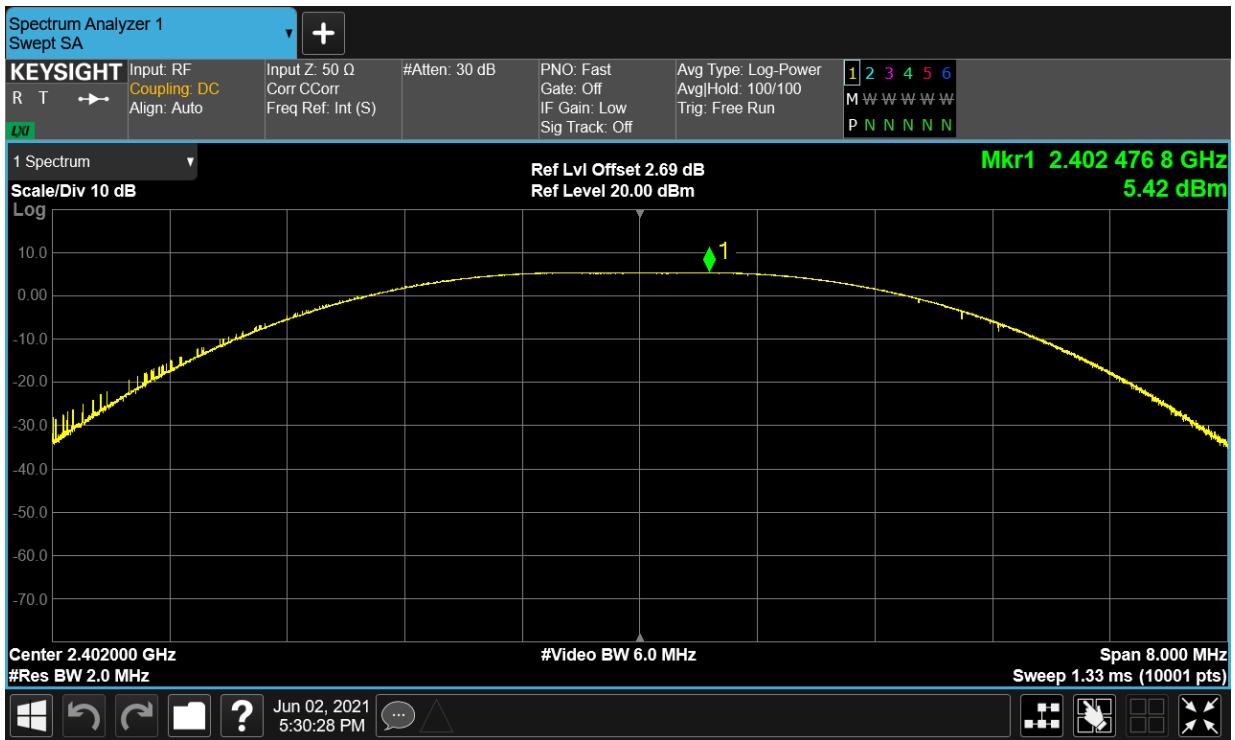 Spectrum Analyzer 1
Swept SA
KEYSIGHT
R T
LXI
Input: RF
Coupling: DC
Align: Auto
Input Z: 50 Ω
Corr CCorr
Freq Ref: Int (S)
#Atten: 30 dB
PNO: Fast
Gate: Off
IF Gain: Low
Sig Track: Off
Avg Type: Log-Power
Avg|Hold: 100/100
Trig: Free Run
1 2 3 4 5 6
M W W W W W
P N N N N N
1 Spectrum
Scale/Div 10 dB
Log
Ref Lvl Offset 2.69 dB
Ref Level 20.00 dBm
Mkr1 2.402 476 8 GHz
5.42 dBm
1
10.0
0.00
-10.0
-20.0
-30.0
-40.0
-50.0
-60.0
-70.0
Center 2.402000 GHz
#Res BW 2.0 MHz
#Video BW 6.0 MHz
Span 8.000 MHz
Sweep 1.33 ms (10001 pts)
?
Jun 02, 2021
5:30:28 PM